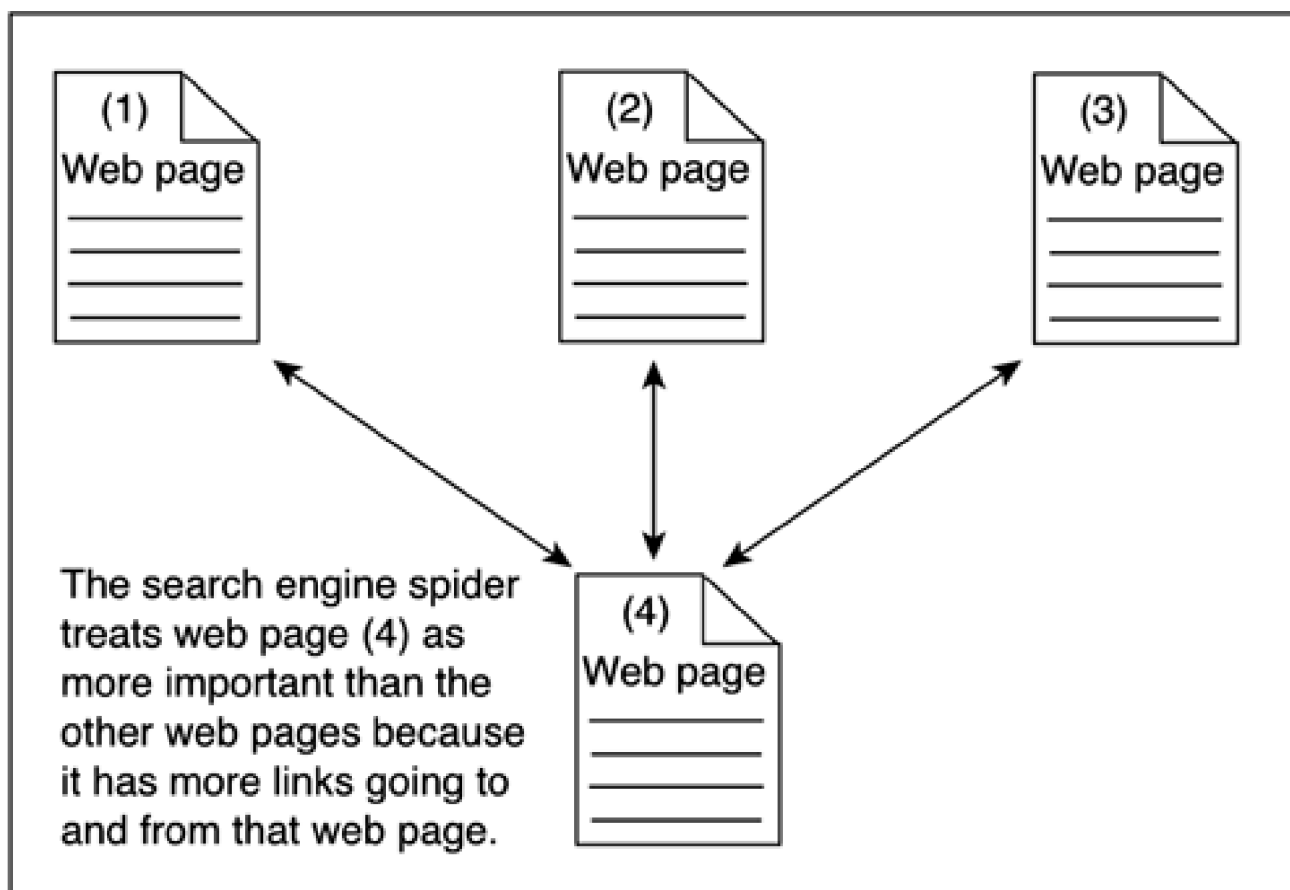 (1)
Web page
(2)
Web page
(3)
Web page
The search engine spider
treats web page (4) as
more important than the
other web pages because
it has more links going to
and from that web page.
(4)
Web page